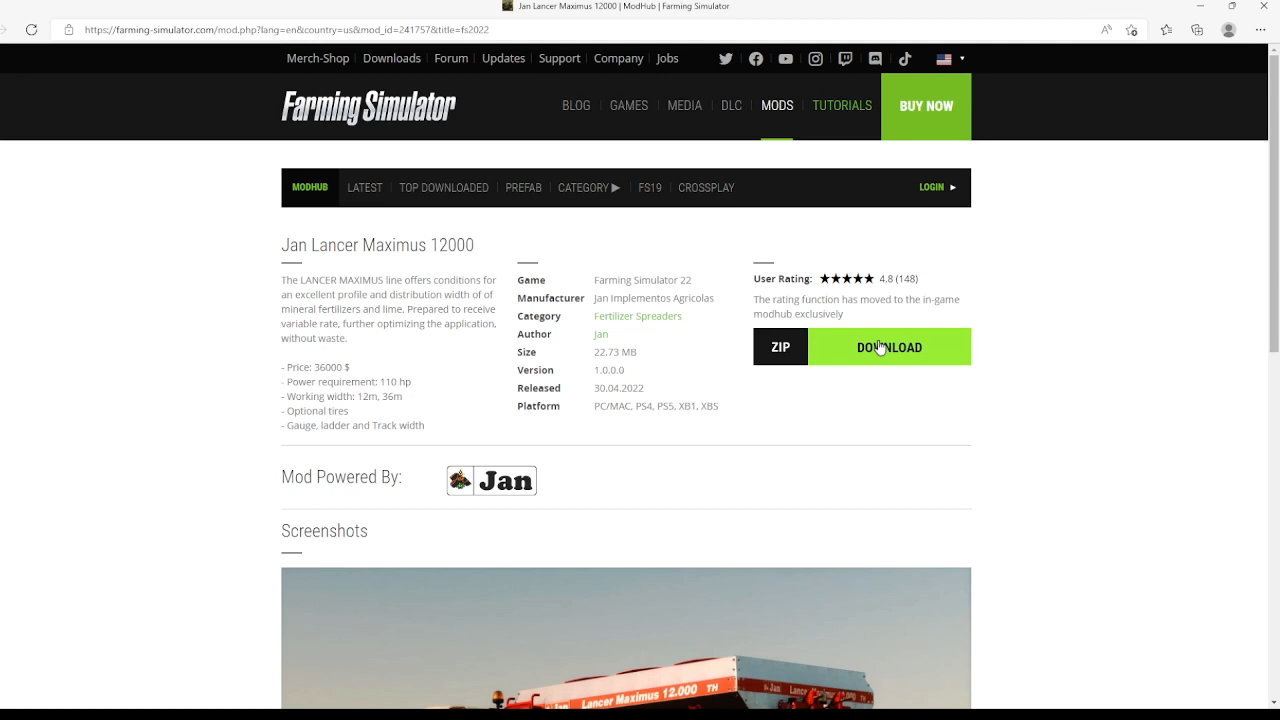 Jan Lancer Maximus 12000 | ModHub | Farming Simulator
https://farming-simulator.com/mod.php?lang=en&country=us&mod_id=241757&title=fs2022
Merch-Shop Downloads Forum Updates Support Company Jobs
Farming Simulator
BLOG GAMES MEDIA DLC MODS TUTORIALS BUY NOW
MODHUB LATEST TOP DOWNLOADED PREFAB CATEGORY ▶ FS19 CROSSPLAY LOGIN ▶
Jan Lancer Maximus 12000
The LANCER MAXIMUS line offers conditions for
an excellent profile and distribution width of of
mineral fertilizers and lime. Prepared to receive
variable rate, further optimizing the application,
without waste.
- Price: 36000 $
- Power requirement: 110 hp
- Working width: 12m, 36m
- Optional tires
- Gauge, ladder and Track width
Game Farming Simulator 22
Manufacturer Jan Implementos Agricolas
Category Fertilizer Spreaders
Author Jan
Size 22.73 MB
Version 1.0.0.0
Released 30.04.2022
Platform PC/MAC, PS4, PS5, XB1, XBS
User Rating: ★★★★★ 4.8 (148)
The rating function has moved to the in-game
modhub exclusively
ZIP DOWNLOAD
Mod Powered By: Jan
Screenshots
Jan Lancer Maximus 12.000 TH
Jan